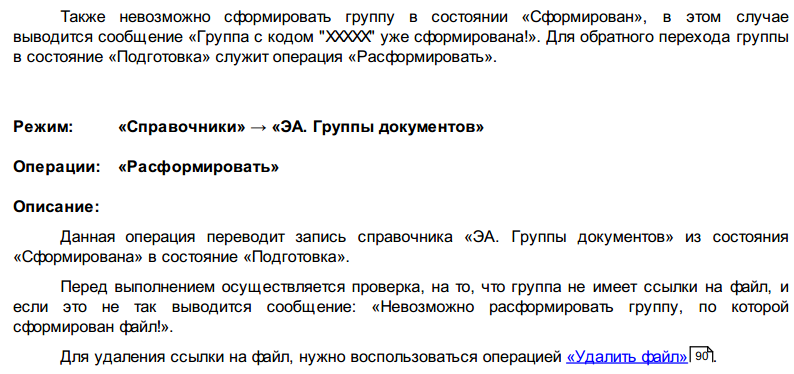 Также невозможно сформировать группу в состоянии «Сформирован», в этом случае
выводится сообщение «Группа с кодом "XXXXX" уже сформирована!». Для обратного перехода группы
в состояние «Подготовка» служит операция «Расформировать».
Режим: «Справочники» → «ЭА. Группы документов»
Операции: «Расформировать»
Описание:
Данная операция переводит запись справочника «ЭА. Группы документов» из состояния
«Сформирована» в состояние «Подготовка».
Перед выполнением осуществляется проверка, на то, что группа не имеет ссылки на файл, и
если это не так выводится сообщение: «Невозможно расформировать группу, по которой
сформирован файл!».
Для удаления ссылки на файл, нужно воспользоваться операцией «Удалить файл» 90.